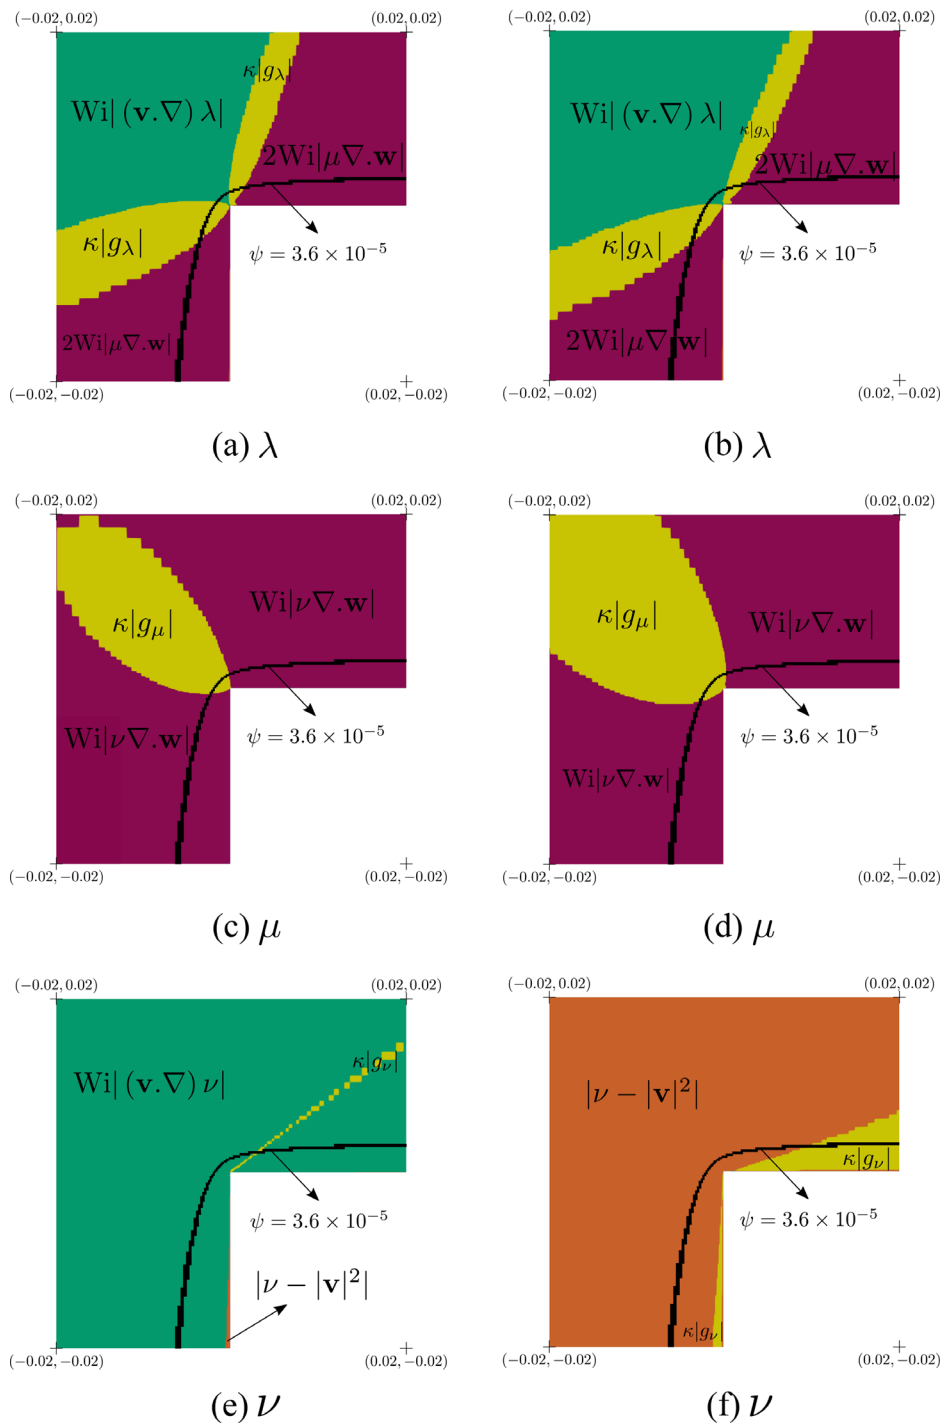 (−0.02, 0.02) (0.02, 0.02) (−0.02, 0.02) (0.02, 0.02)
κ|g_λ|
Wi| (v.∇) λ|
2Wi|μ∇.w|
κ|g_λ|
ψ = 3.6 × 10⁻⁵
2Wi|μ∇.w|
Wi| (v.∇) λ|
κ|g_λ|
2Wi|μ∇.w|
κ|g_λ|
ψ = 3.6 × 10⁻⁵
2Wi|μ∇.w|
(−0.02, −0.02) (0.02, −0.02) (−0.02, −0.02) (0.02, −0.02)
(a) λ (b) λ
(−0.02, 0.02) (0.02, 0.02) (−0.02, 0.02) (0.02, 0.02)
Wi|ν∇.w|
κ|g_μ|
Wi|ν∇.w|
ψ = 3.6 × 10⁻⁵
κ|g_μ|
Wi|ν∇.w|
ψ = 3.6 × 10⁻⁵
Wi|ν∇.w|
(−0.02, −0.02) (0.02, −0.02) (−0.02, −0.02) (0.02, −0.02)
(c) μ (d) μ
(−0.02, 0.02) (0.02, 0.02) (−0.02, 0.02) (0.02, 0.02)
κ|g_ν|
Wi| (v.∇) ν|
ψ = 3.6 × 10⁻⁵
|ν − |v|²|
|ν − |v|²|
κ|g_ν|
ψ = 3.6 × 10⁻⁵
κ|g_ν|
(−0.02, −0.02) (0.02, −0.02) (−0.02, −0.02) (0.02, −0.02)
(e) ν (f) ν